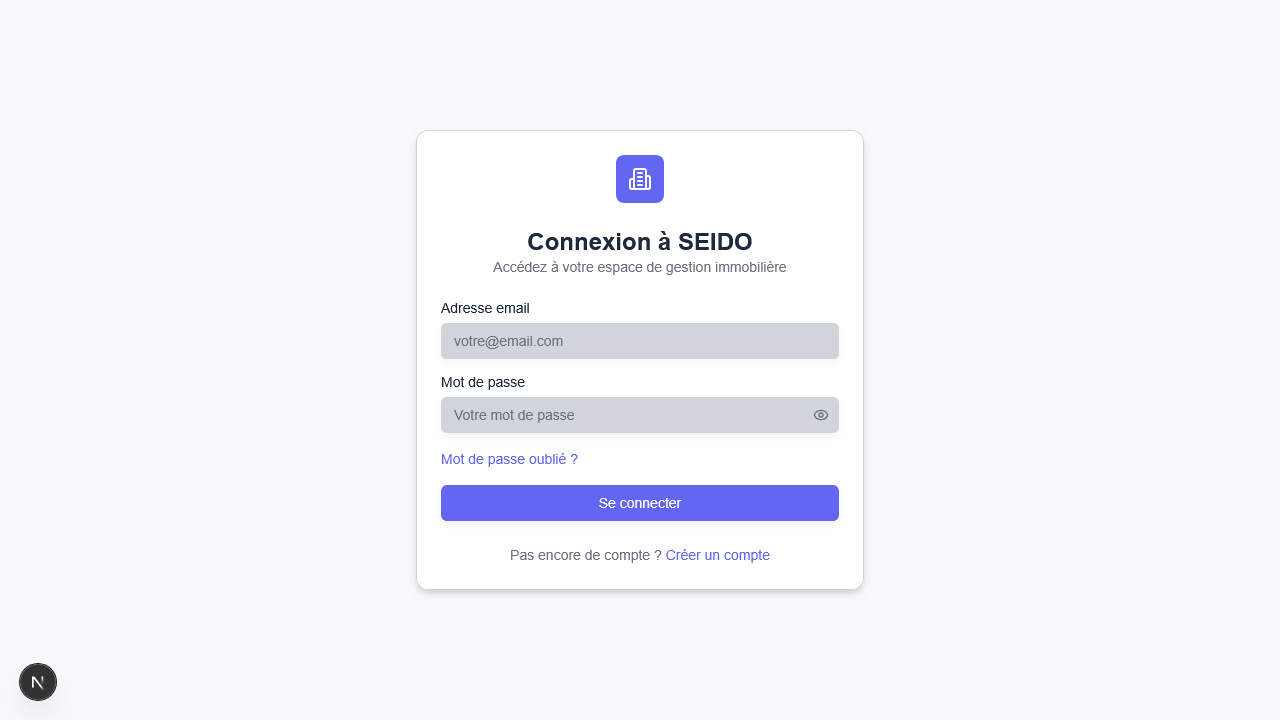 Connexion à SEIDO
Accédez à votre espace de gestion immobilière
Adresse email
votre@email.com
Mot de passe
Votre mot de passe
Mot de passe oublié ?
Se connecter
Pas encore de compte ? Créer un compte
N